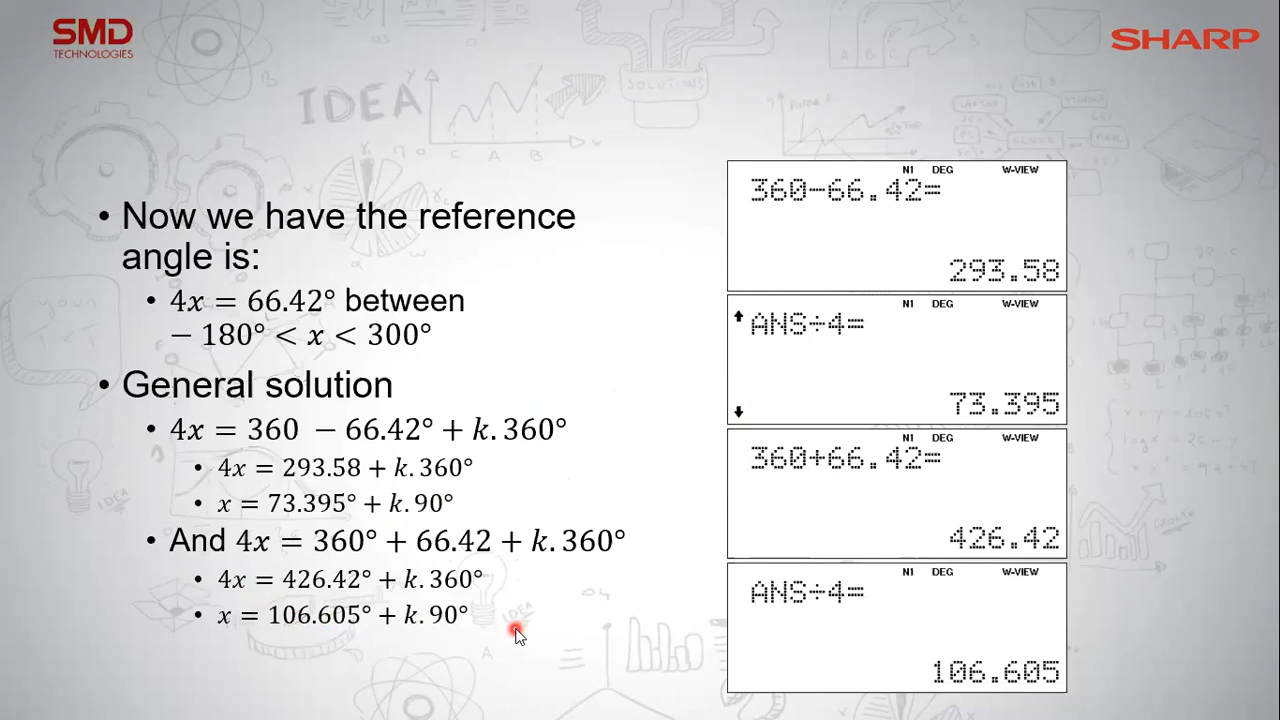 SMD
TECHNOLOGIES
SHARP
IDEA
SOLUTIONS
• Now we have the reference
angle is:
• 4𝑥 = 66.42° between
− 180° < 𝑥 < 300°
• General solution
• 4𝑥 = 360 − 66.42° + 𝑘. 360°
• 4𝑥 = 293.58 + 𝑘. 360°
• 𝑥 = 73.395° + 𝑘. 90°
• And 4𝑥 = 360° + 66.42 + 𝑘. 360°
• 4𝑥 = 426.42° + 𝑘. 360°
• 𝑥 = 106.605° + 𝑘. 90°
N1 DEG W-VIEW
360−66.42=
293.58
N1 DEG W-VIEW
ANS÷4=
73.395
N1 DEG W-VIEW
360+66.42=
426.42
N1 DEG W-VIEW
ANS÷4=
106.605